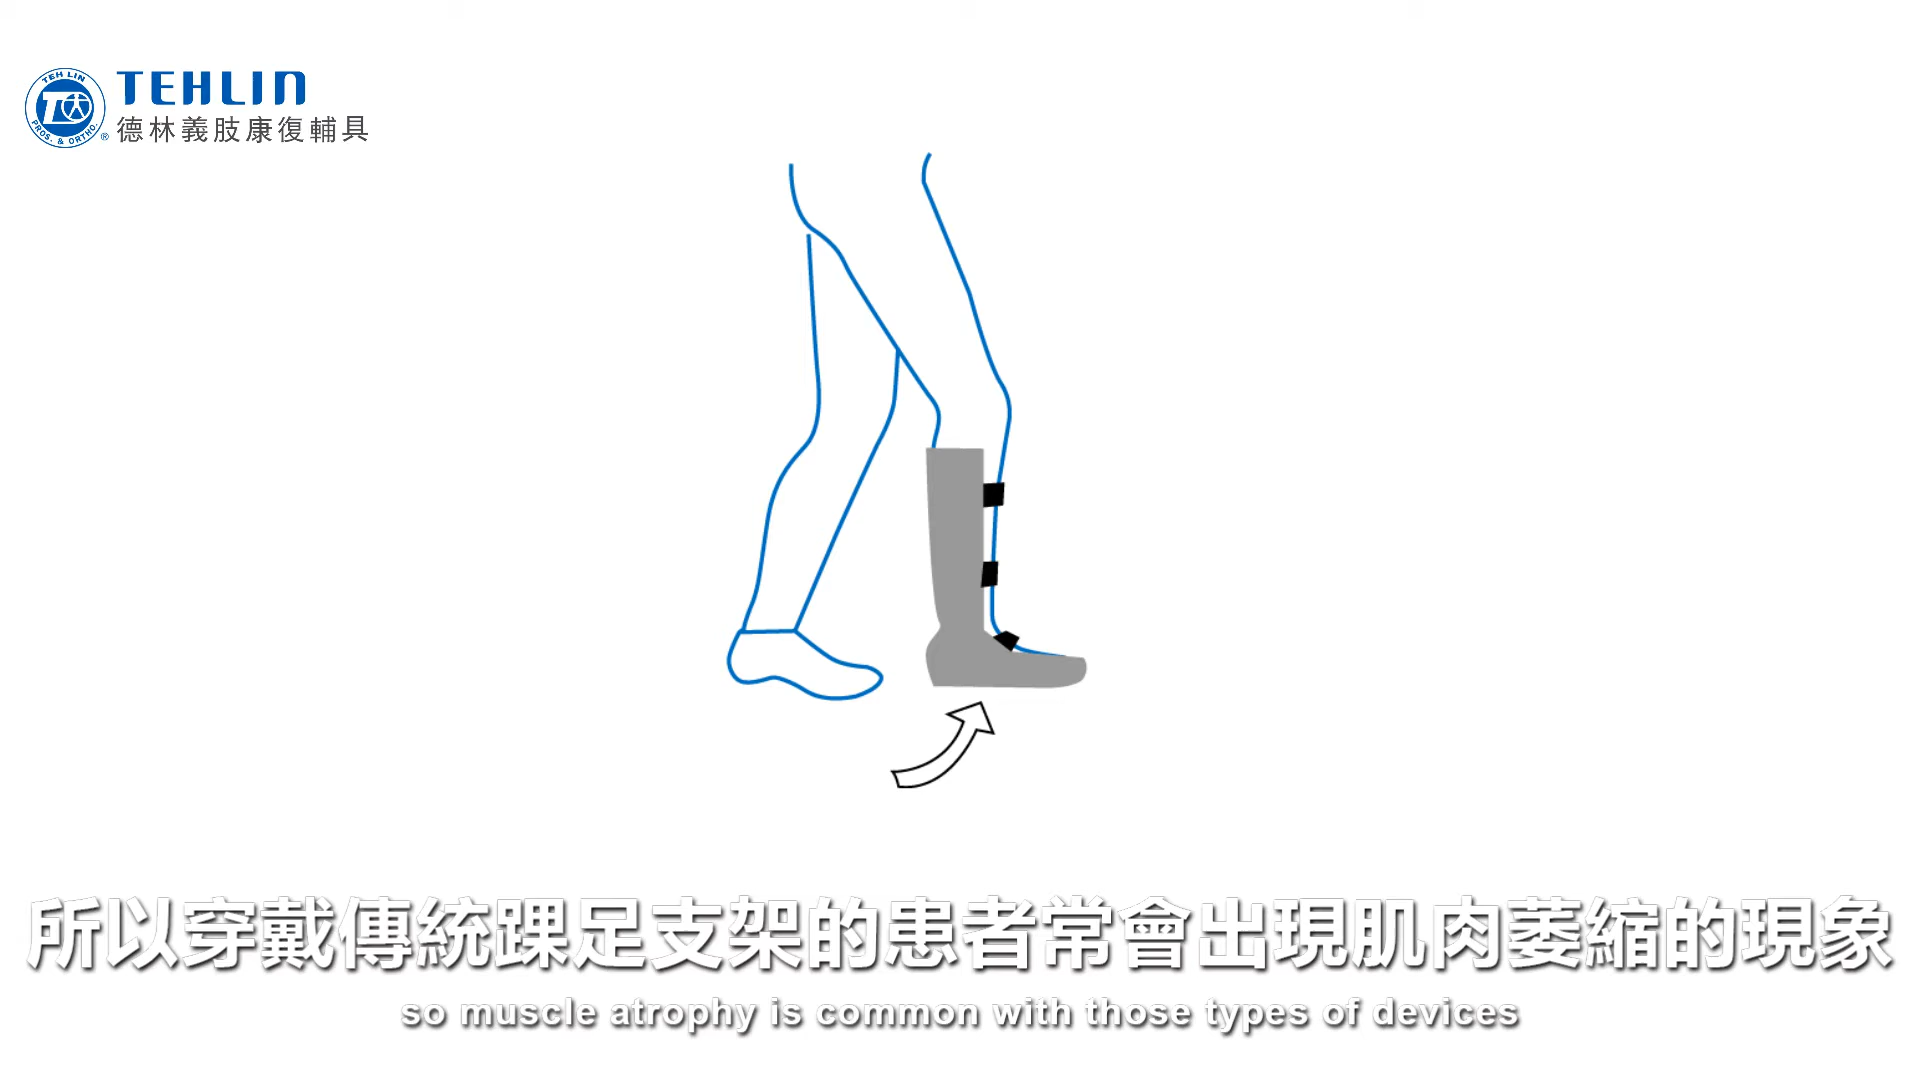 TEH LIN
PROS. & ORTHO.
®
TEHLIN
德林義肢康復輔具
所以穿戴傳統踝足支架的患者常會出現肌肉萎縮的現象
so muscle atrophy is common with those types of devices